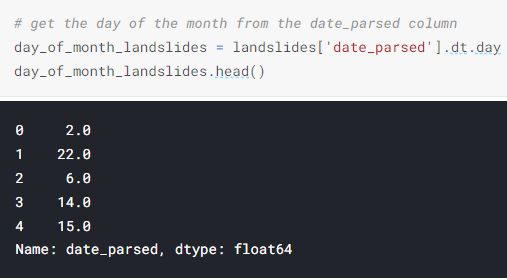 # get the day of the month from the date_parsed column
day_of_month_landslides = landslides['date_parsed'].dt.day
day_of_month_landslides.head()
0     2.0
1    22.0
2     6.0
3    14.0
4    15.0
Name: date_parsed, dtype: float64